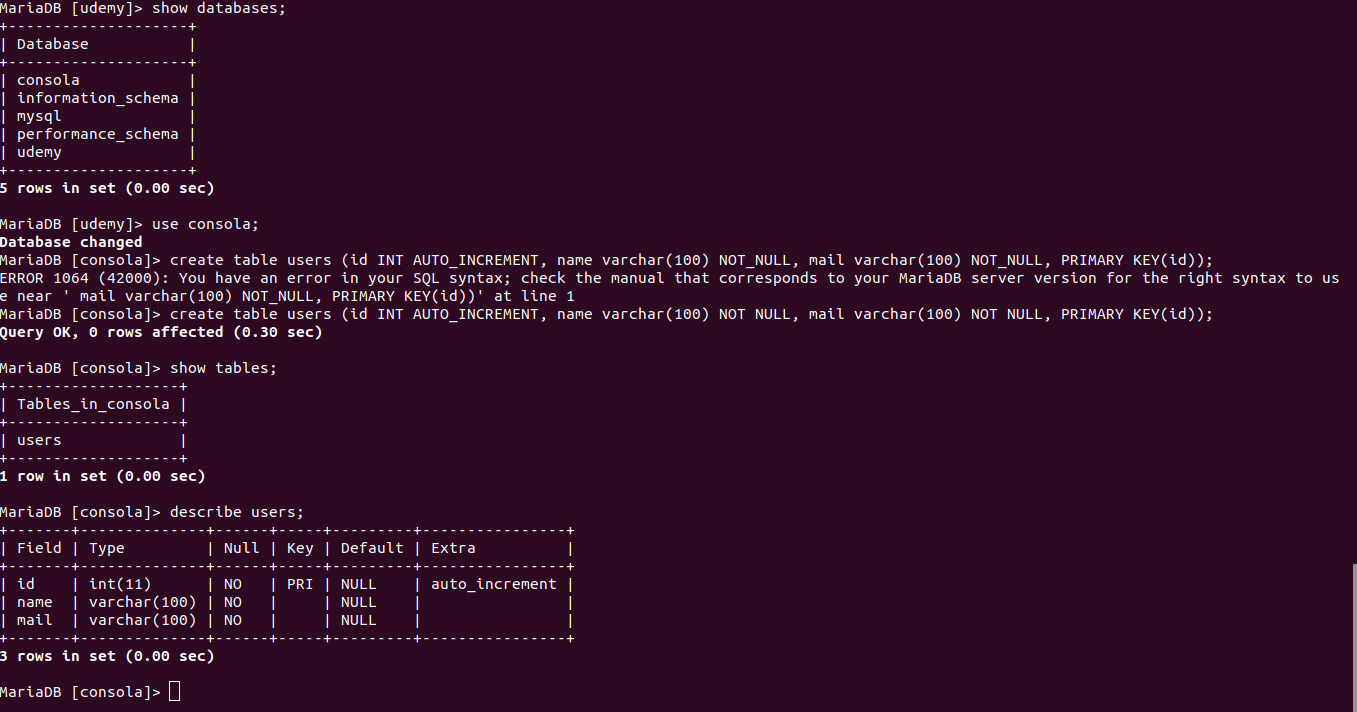 MariaDB [udemy]> show databases;
+--------------------+
| Database           |
+--------------------+
| consola            |
| information_schema |
| mysql              |
| performance_schema |
| udemy              |
+--------------------+
5 rows in set (0.00 sec)

MariaDB [udemy]> use consola;
Database changed
MariaDB [consola]> create table users (id INT AUTO_INCREMENT, name varchar(100) NOT_NULL, mail varchar(100) NOT_NULL, PRIMARY KEY(id));
ERROR 1064 (42000): You have an error in your SQL syntax; check the manual that corresponds to your MariaDB server version for the right syntax to us
e near ' mail varchar(100) NOT_NULL, PRIMARY KEY(id))' at line 1
MariaDB [consola]> create table users (id INT AUTO_INCREMENT, name varchar(100) NOT NULL, mail varchar(100) NOT NULL, PRIMARY KEY(id));
Query OK, 0 rows affected (0.30 sec)

MariaDB [consola]> show tables;
+-------------------+
| Tables_in_consola |
+-------------------+
| users             |
+-------------------+
1 row in set (0.00 sec)

MariaDB [consola]> describe users;
+-------+--------------+------+-----+---------+----------------+
| Field | Type         | Null | Key | Default | Extra          |
+-------+--------------+------+-----+---------+----------------+
| id    | int(11)      | NO   | PRI | NULL    | auto_increment |
| name  | varchar(100) | NO   |     | NULL    |                |
| mail  | varchar(100) | NO   |     | NULL    |                |
+-------+--------------+------+-----+---------+----------------+
3 rows in set (0.00 sec)

MariaDB [consola]>